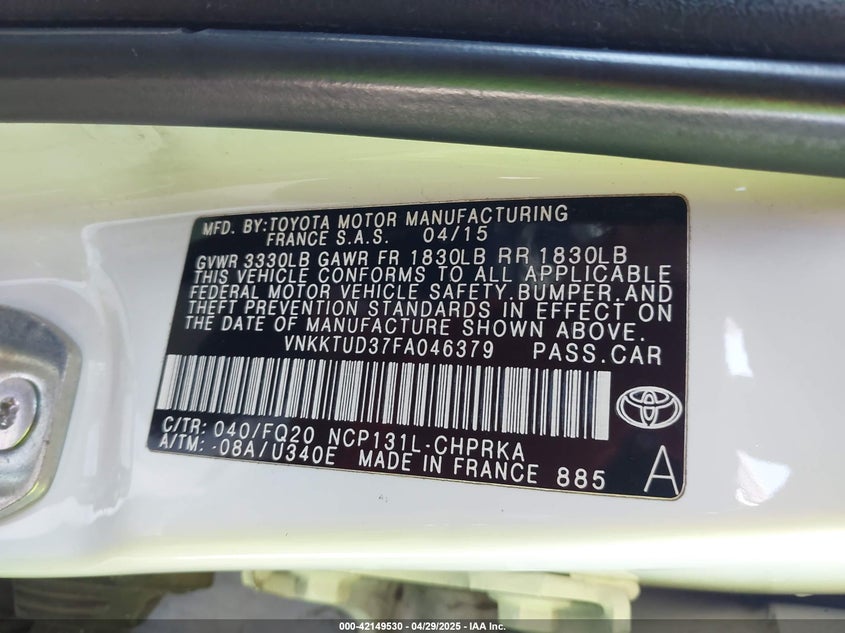 MFD. BY:TOYOTA MOTOR MANUFACTURING
FRANCE S.A.S. 04/15
GVWR 3330LB GAWR FR 1830LB RR 1830LB
THIS VEHICLE CONFORMS TO ALL APPLICABLE
FEDERAL MOTOR VEHICLE SAFETY,BUMPER,AND
THEFT PREVENTION STANDARDS IN EFFECT ON
THE DATE OF MANUFACTURE SHOWN ABOVE.
VNKKTUD37FA046379 PASS.CAR
C/TR: 040/FQ20 NCP131L-CHPRKA
A/TM: -08A/U340E MADE IN FRANCE 885 A
000-42149530 - 04/29/2025 - IAA Inc.